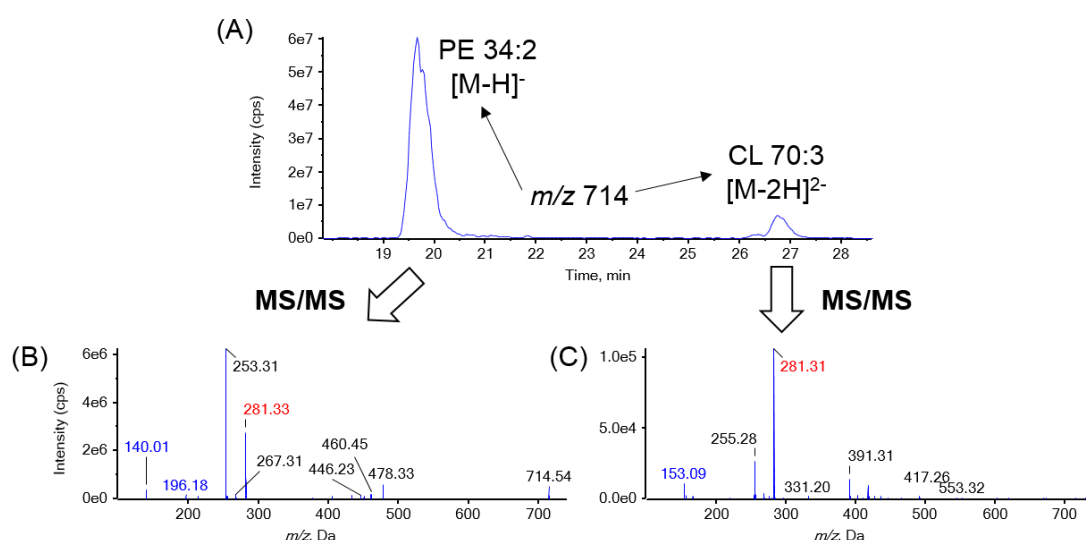 (A)
Intensity (cps)
6e7
5e7
4e7
3e7
2e7
1e7
0e0
PE 34:2
[M-H]-
m/z 714
CL 70:3
[M-2H]2-
19 20 21 22 23 24 25 26 27 28
Time, min
MS/MS
MS/MS
(B)
Intensity (cps)
6e6
4e6
2e6
0e0
140.01
196.18
253.31
281.33
267.31
446.23
460.45
478.33
714.54
200 300 400 500 600 700
m/z, Da
(C)
1.0e5
5.0e4
0.0e0
153.09
255.28
281.31
331.20
391.31
417.26
553.32
200 300 400 500 600 700
m/z, Da